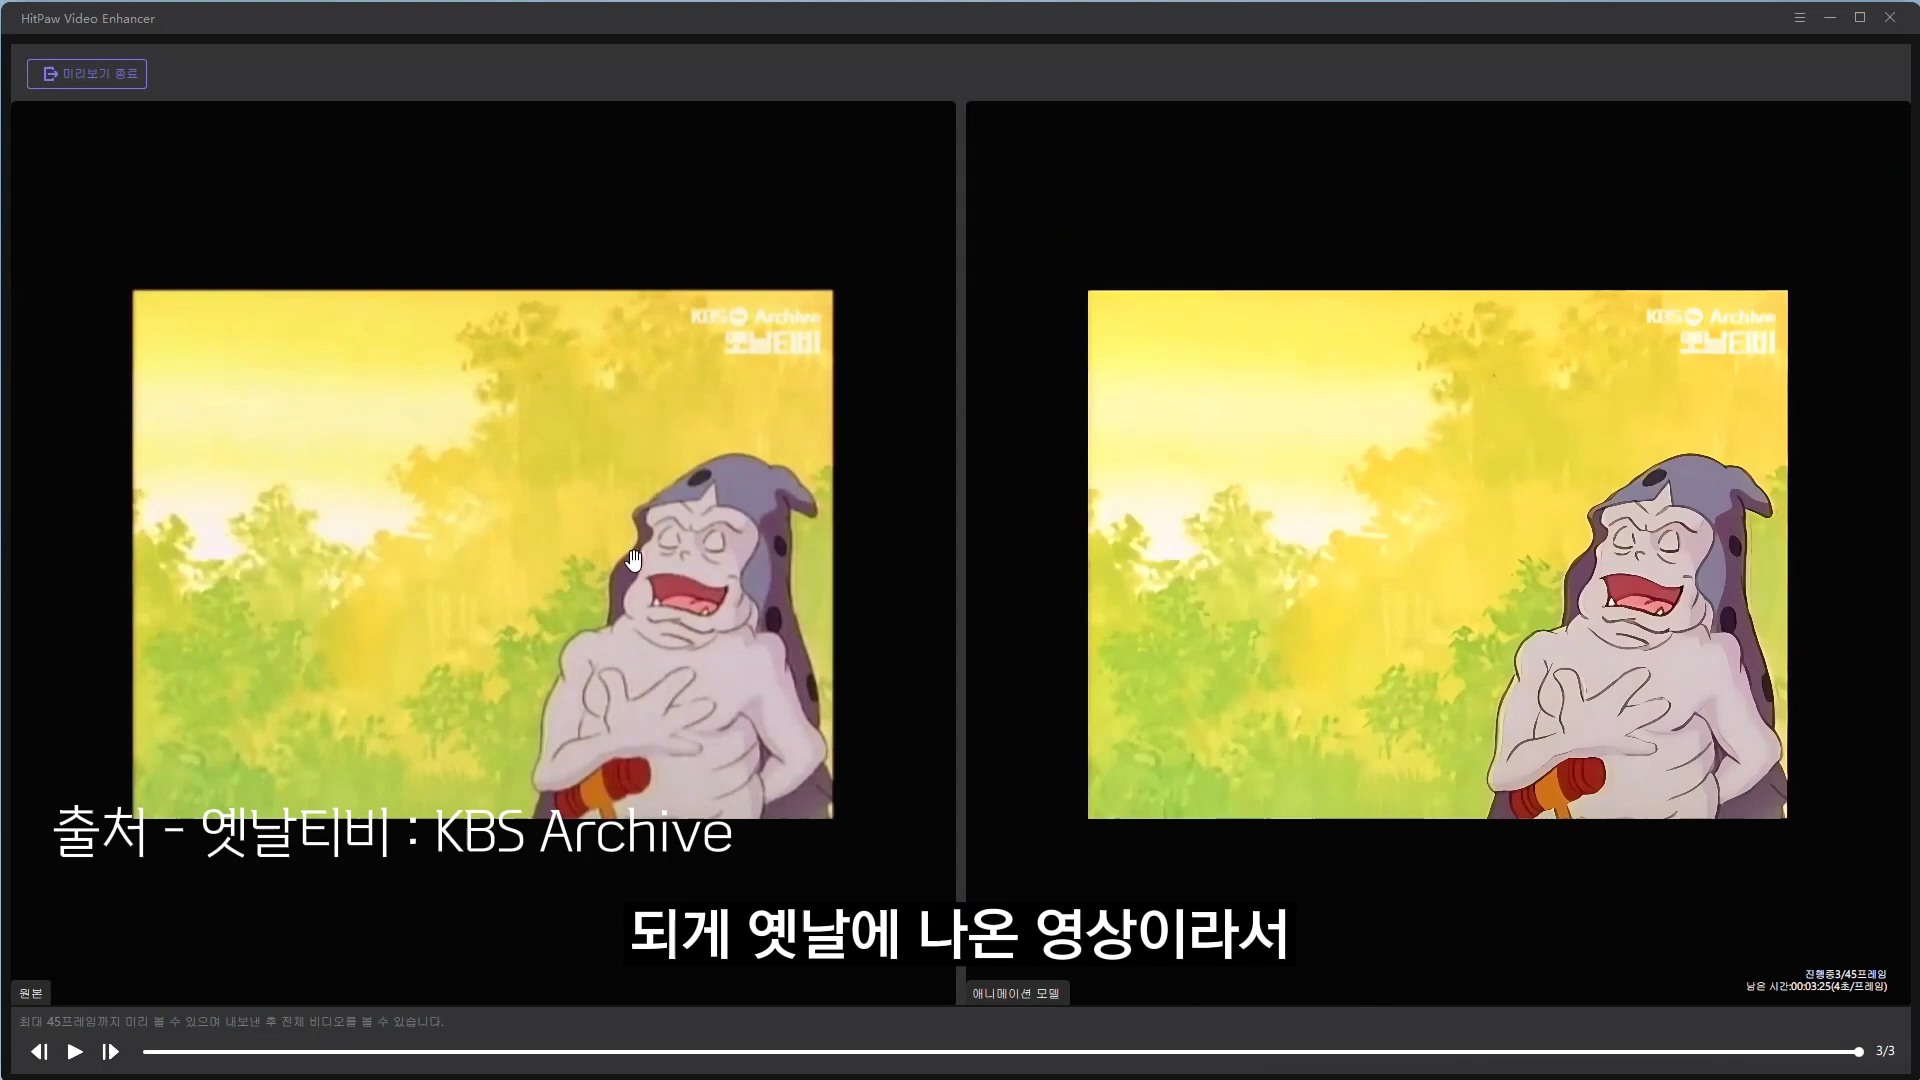 HitPaw Video Enhancer
미리보기 종료
KBS Archive
옛날티비
KBS Archive
옛날티비
출처 - 옛날티비 : KBS Archive
되게 옛날에 나온 영상이라서
진행중3/45프레임
남은 시간:00:03:25(4초/프레임)
원본
애니메이션 모델
최대 45프레임까지 미리 볼 수 있으며 내보낸 후 전체 비디오를 볼 수 있습니다.
3/3